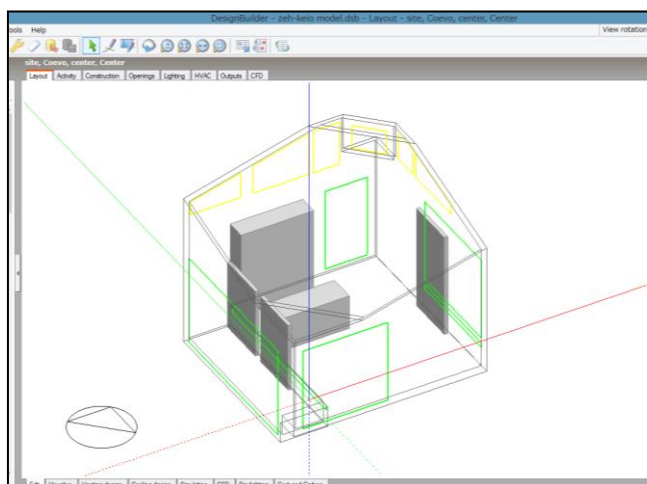 DesignBuilder - zeh-keio model.dsb - Layout - site, Coevo, center, Center
ools Help
View rotation
site, Coevo, center, Center
Layout Activity Construction Openings Lighting HVAC Outputs CFD